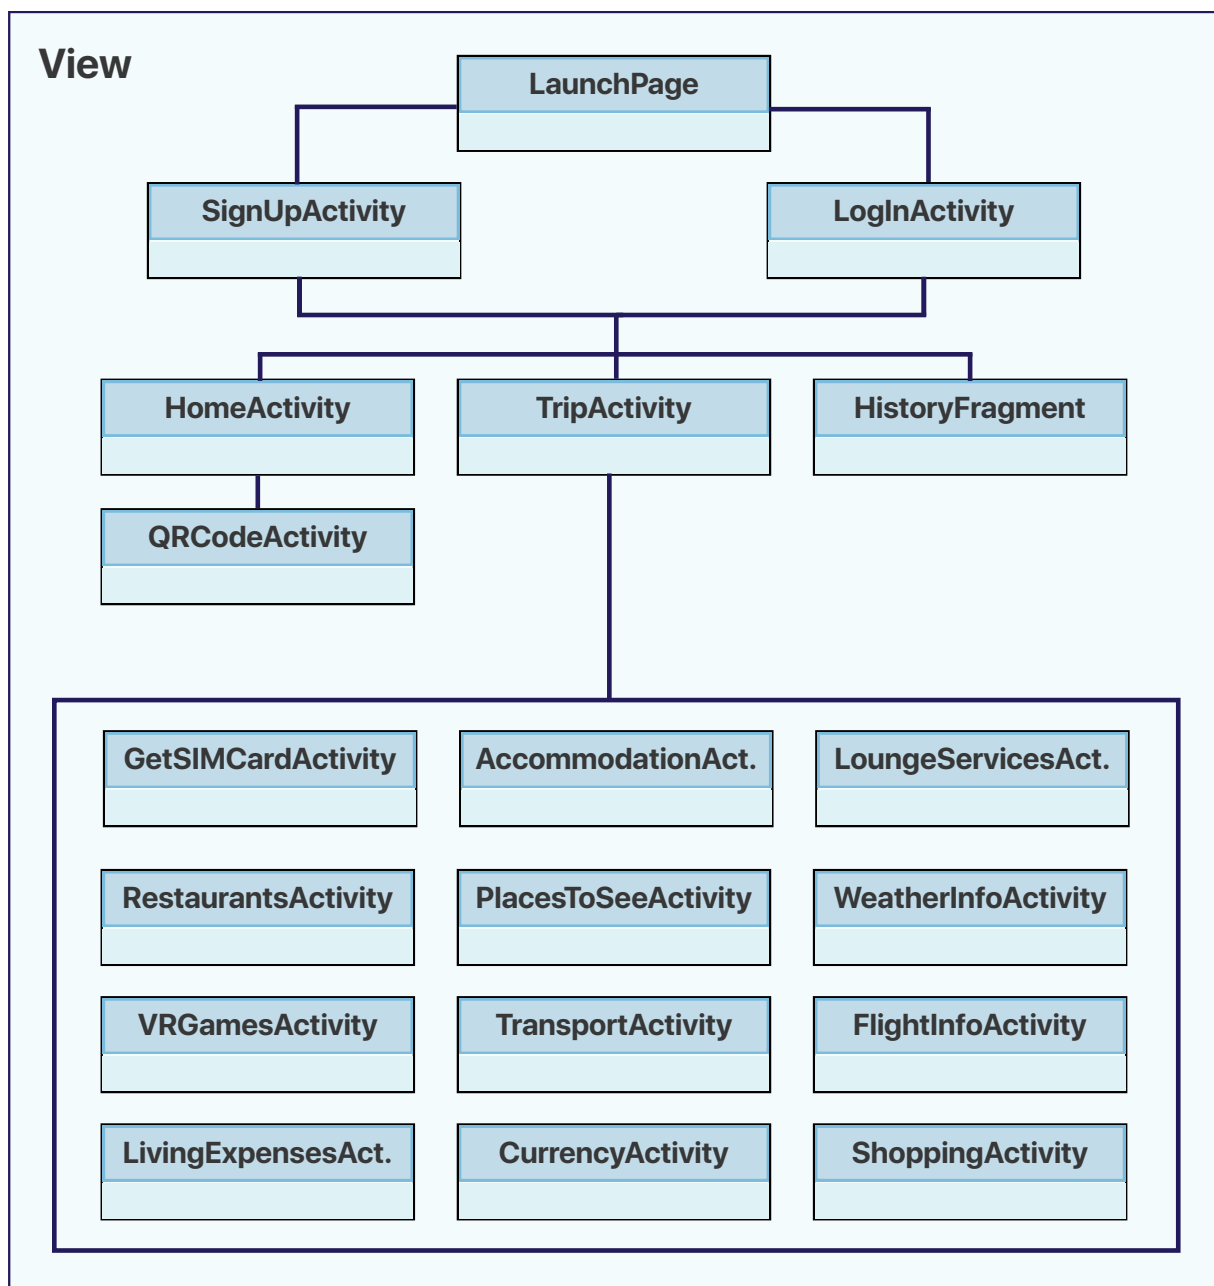 View
LaunchPage
SignUpActivity
LogInActivity
HomeActivity
TripActivity
HistoryFragment
QRCodeActivity
GetSIMCardActivity
AccommodationAct.
LoungeServicesAct.
RestaurantsActivity
PlacesToSeeActivity
WeatherInfoActivity
VRGamesActivity
TransportActivity
FlightInfoActivity
LivingExpensesAct.
CurrencyActivity
ShoppingActivity